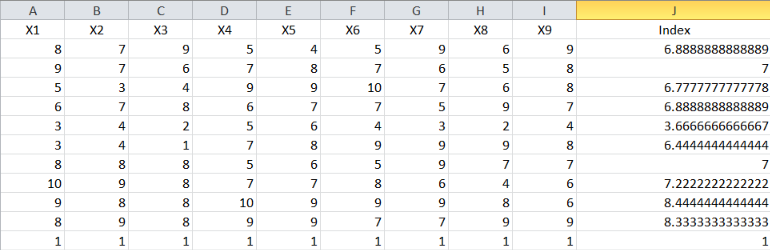 A B C D E F G H I J
X1 X2 X3 X4 X5 X6 X7 X8 X9 Index
8 7 9 5 4 5 9 6 9 6.8888888888889
9 7 6 7 8 7 6 5 8 7
5 3 4 9 9 10 7 6 8 6.7777777777778
6 7 8 6 7 7 5 9 7 6.8888888888889
3 4 2 5 6 4 3 2 4 3.6666666666667
3 4 1 7 8 9 9 9 8 6.4444444444444
8 8 8 5 6 5 9 7 7 7
10 9 8 7 7 8 6 4 6 7.2222222222222
9 8 8 10 9 9 9 8 6 8.4444444444444
8 9 8 9 9 7 7 9 9 8.3333333333333
1 1 1 1 1 1 1 1 1 1